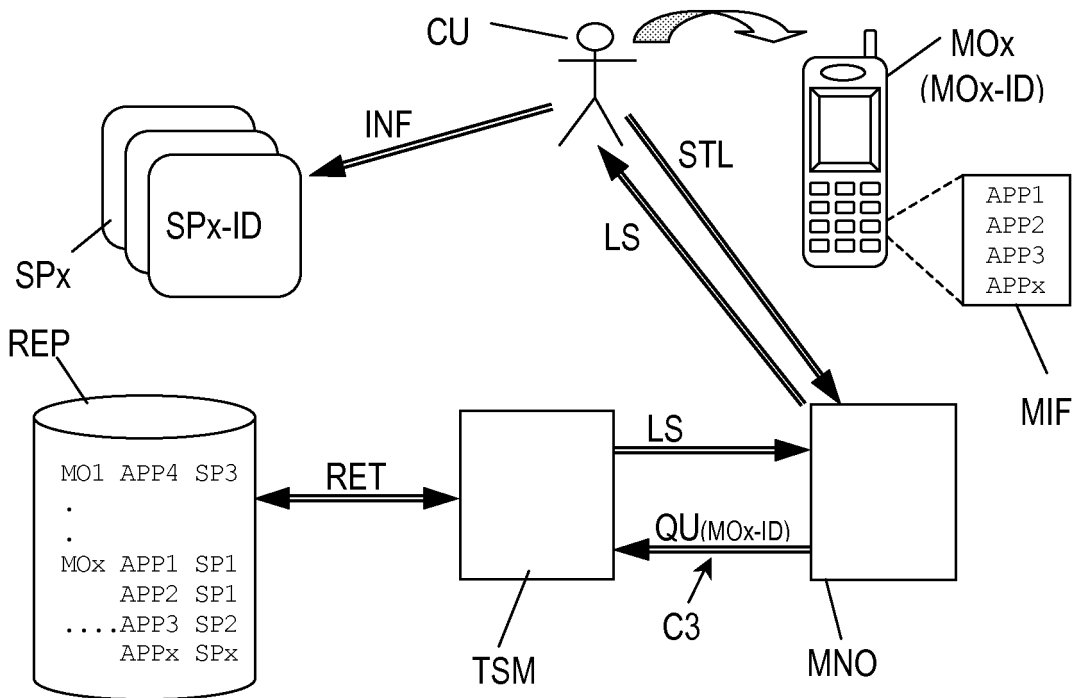 CU
MOx
(MOx-ID)
INF
STL
LS
SPx-ID
SPx
APP1
APP2
APP3
APPx
MIF
REP
MO1 APP4 SP3
.
.
MOx APP1 SP1
APP2 SP1
....APP3 SP2
APPx SPx
RET
LS
QU(MOx-ID)
C3
TSM
MNO